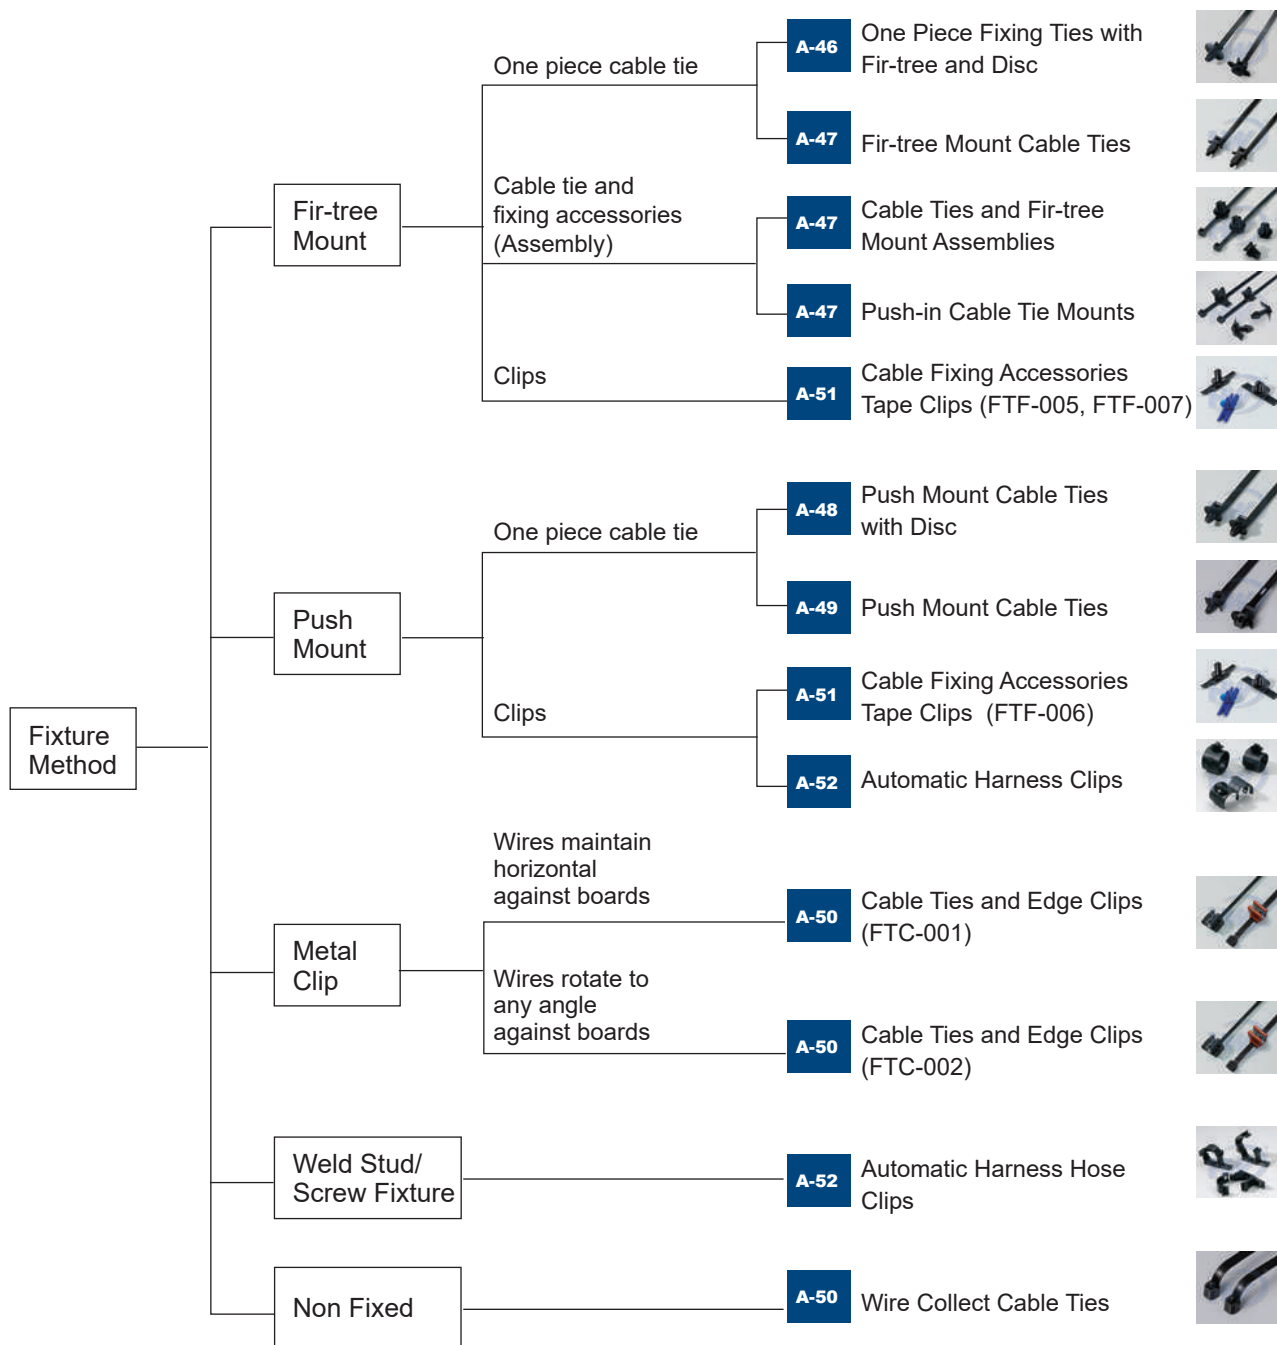 Fixture
Method
Fir-tree
Mount
One piece cable tie
A-46
One Piece Fixing Ties with
Fir-tree and Disc
A-47
Fir-tree Mount Cable Ties
Cable tie and
fixing accessories
(Assembly)
A-47
Cable Ties and Fir-tree
Mount Assemblies
A-47
Push-in Cable Tie Mounts
Clips
A-51
Cable Fixing Accessories
Tape Clips (FTF-005, FTF-007)
Push
Mount
One piece cable tie
A-48
Push Mount Cable Ties
with Disc
A-49
Push Mount Cable Ties
Clips
A-51
Cable Fixing Accessories
Tape Clips (FTF-006)
A-52
Automatic Harness Clips
Metal
Clip
Wires maintain
horizontal
against boards
A-50
Cable Ties and Edge Clips
(FTC-001)
Wires rotate to
any angle
against boards
A-50
Cable Ties and Edge Clips
(FTC-002)
Weld Stud/
Screw Fixture
A-52
Automatic Harness Hose
Clips
Non Fixed
A-50
Wire Collect Cable Ties